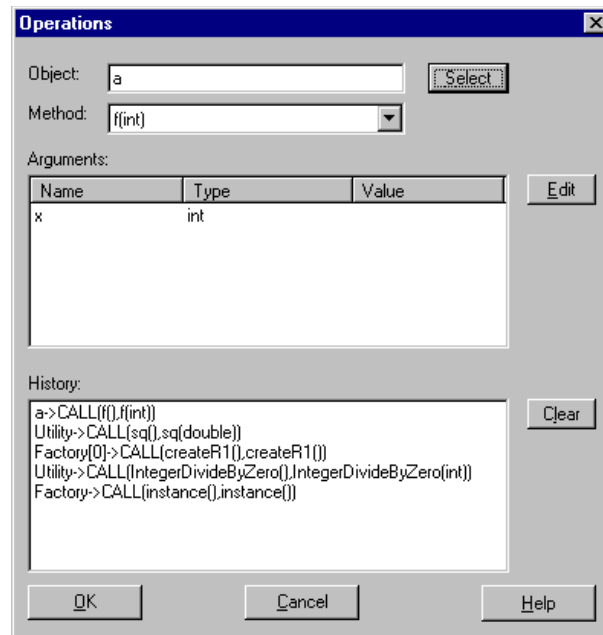 Operations
Object: a Select
Method: f(int)
Arguments:
Name Type Value Edit
x int
History:
a->CALL(f(),f(int)) Clear
Utility->CALL(sq(),sq(double))
Factory[0]->CALL(createR1(),createR1())
Utility->CALL(IntegerDivideByZero(),IntegerDivideByZero(int))
Factory->CALL(instance(),instance())
OK Cancel Help